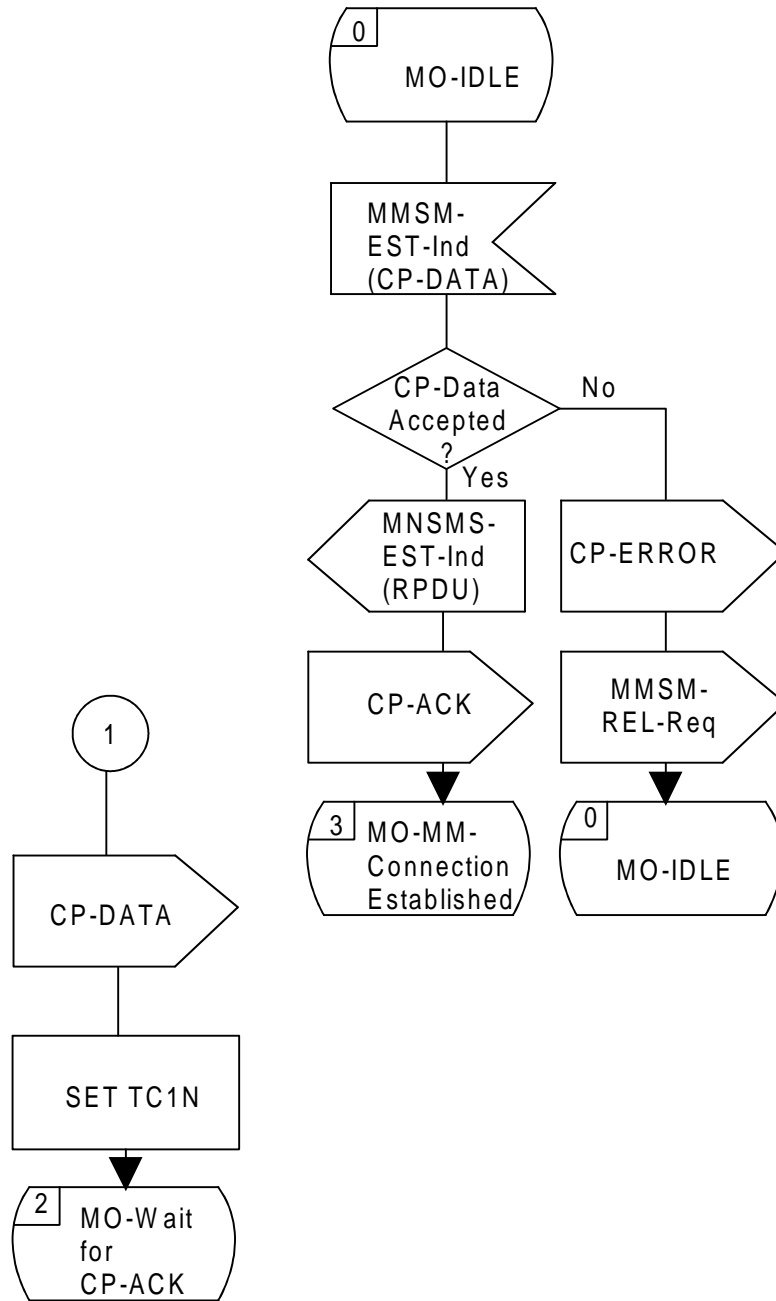 0
MO-IDLE
MMSM-
EST-Ind
(CP-DATA)
CP-Data
Accepted
?
No
Yes
MNSMS-
EST-Ind
(RPDU)
CP-ERROR
CP-ACK
MMSM-
REL-Req
3
MO-MM-
Connection
Established
0
MO-IDLE
1
CP-DATA
SET TC1N
2
MO-Wait
for
CP-ACK